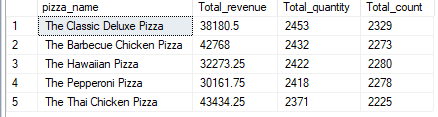 pizza_name Total_revenue Total_quantity Total_count
1 The Classic Deluxe Pizza 38180.5 2453 2329
2 The Barbecue Chicken Pizza 42768 2432 2273
3 The Hawaiian Pizza 32273.25 2422 2280
4 The Pepperoni Pizza 30161.75 2418 2278
5 The Thai Chicken Pizza 43434.25 2371 2225